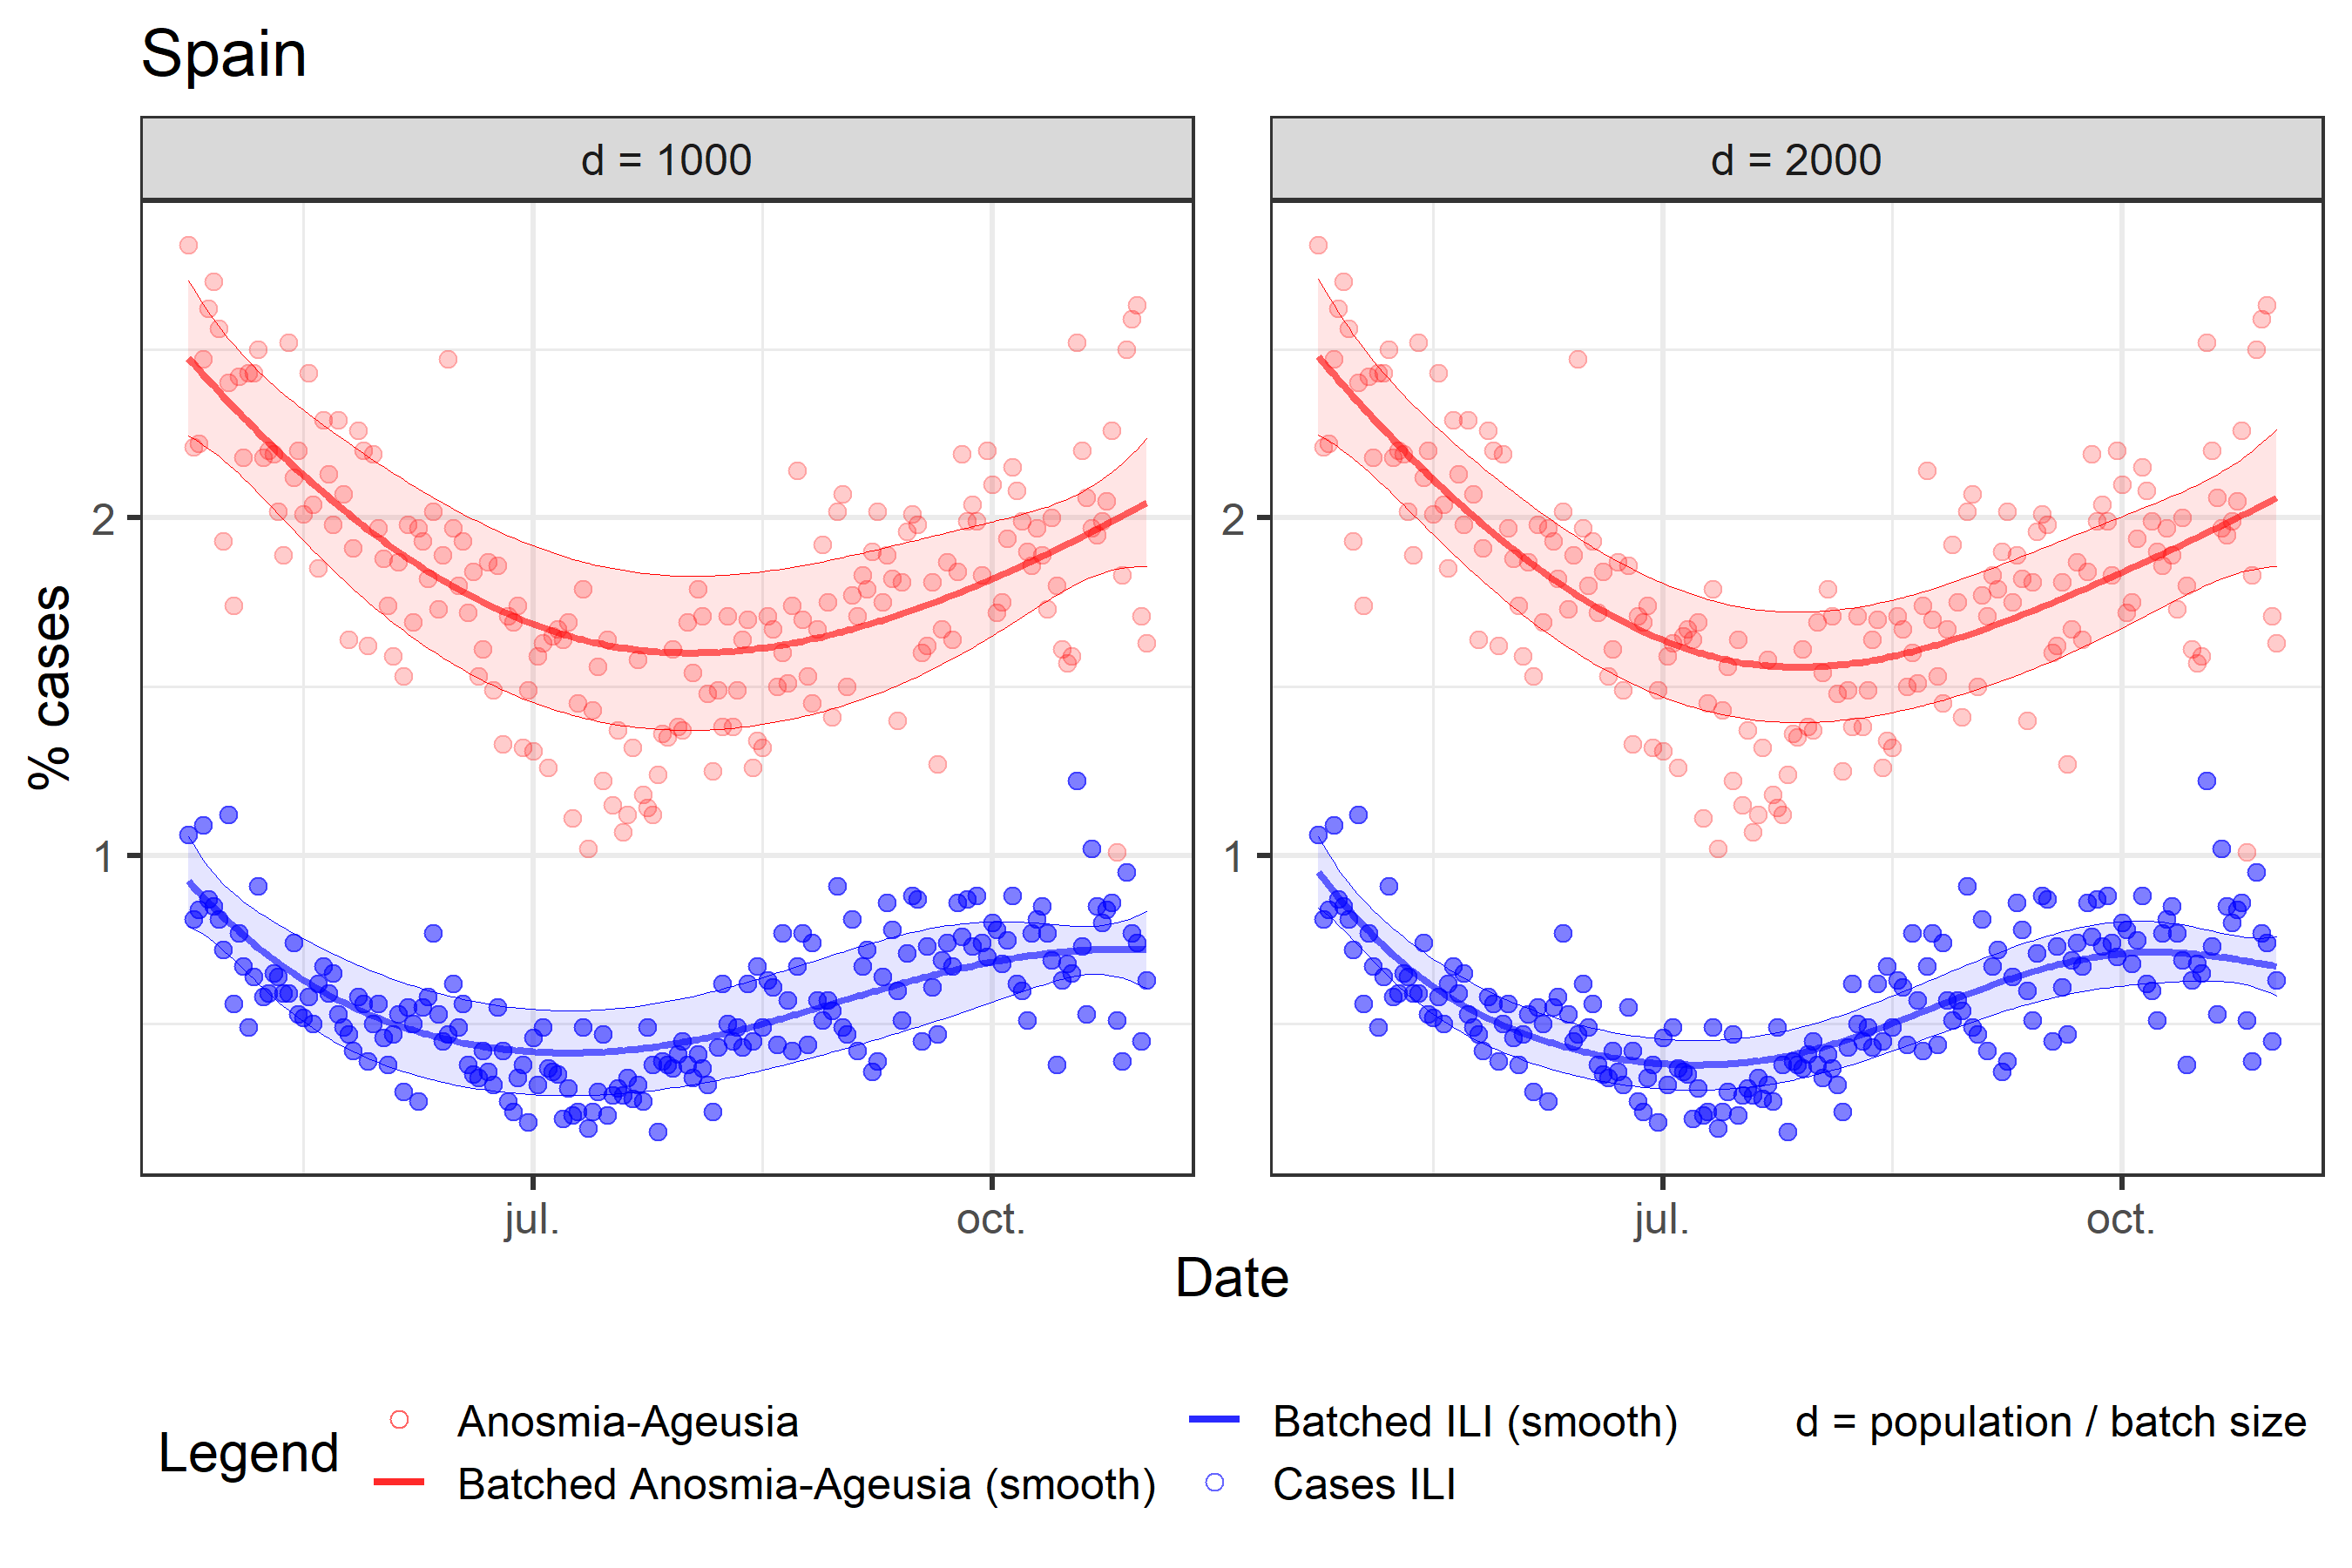 Spain
d = 1000
d = 2000
% cases
2
1
2
1
jul.
oct.
jul.
oct.
Date
Legend
Anosmia-Ageusia
Batched Anosmia-Ageusia (smooth)
Batched ILI (smooth)
Cases ILI
d = population / batch size